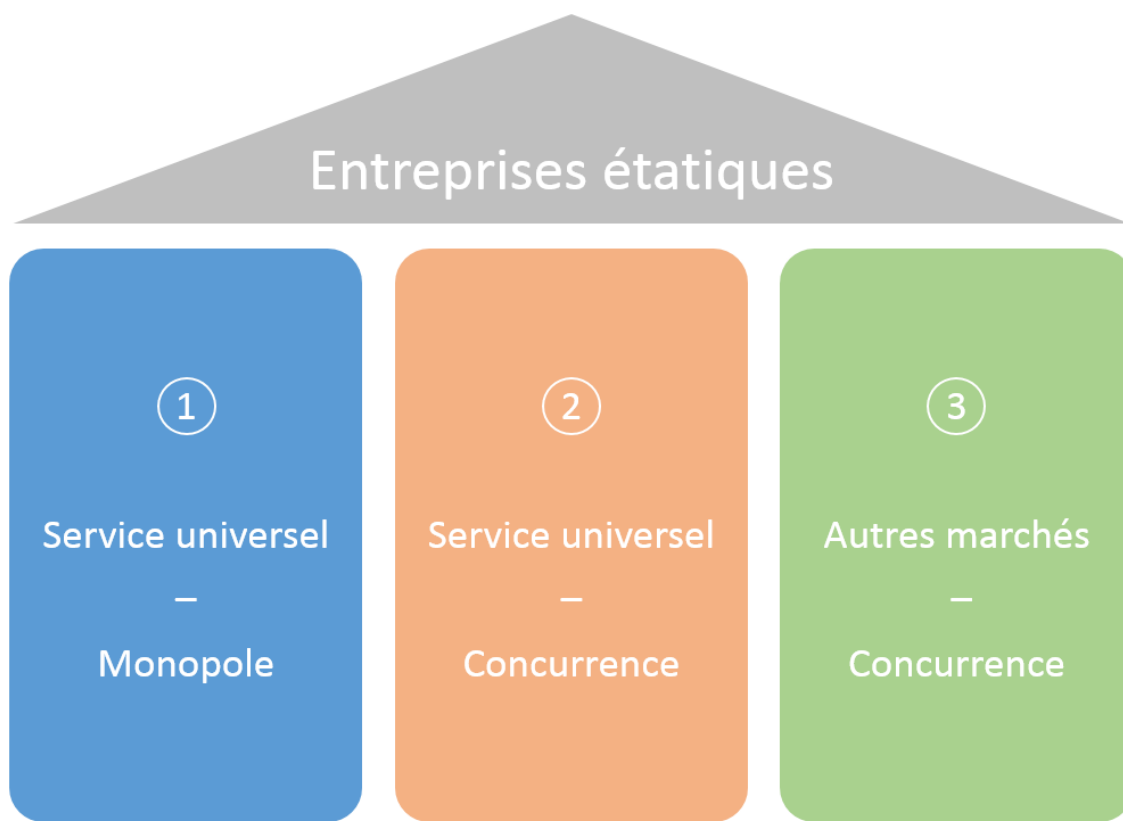 Entreprises étatiques
1
Service universel
–
Monopole
2
Service universel
–
Concurrence
3
Autres marchés
–
Concurrence